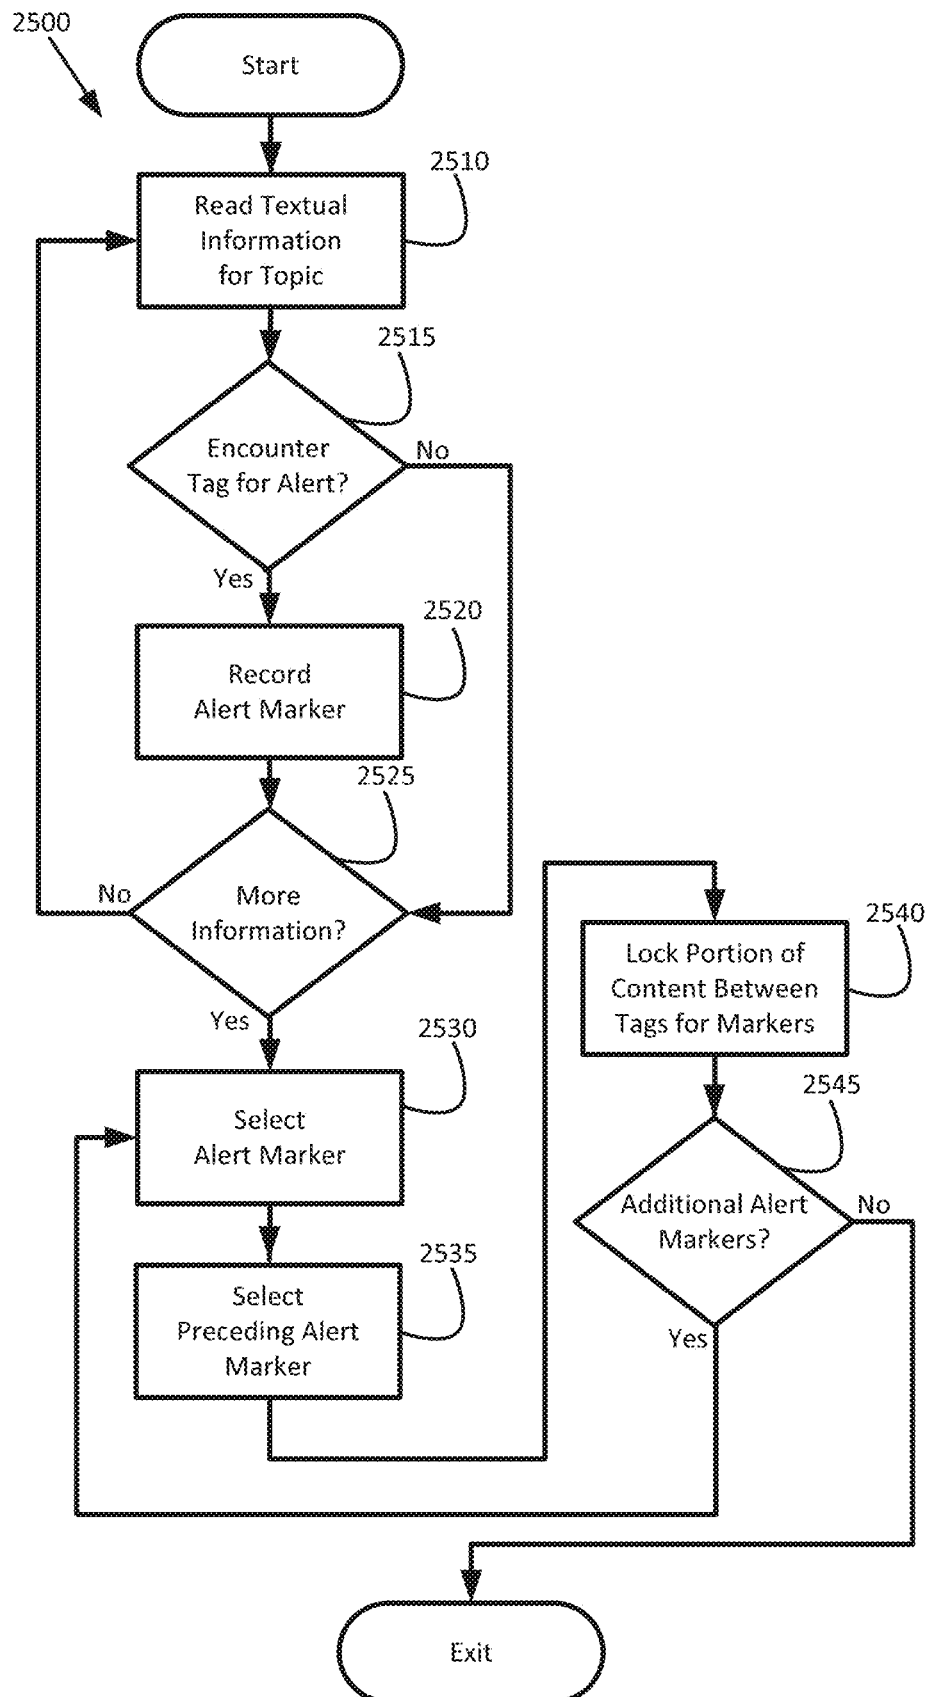 2500
Start
2510
Read Textual
Information
for Topic
2515
Encounter
Tag for Alert?
No
Yes
2520
Record
Alert Marker
2525
More
Information?
No
Yes
2530
Select
Alert Marker
2535
Select
Preceding Alert
Marker
2540
Lock Portion of
Content Between
Tags for Markers
2545
Additional Alert
Markers?
No
Yes
Exit